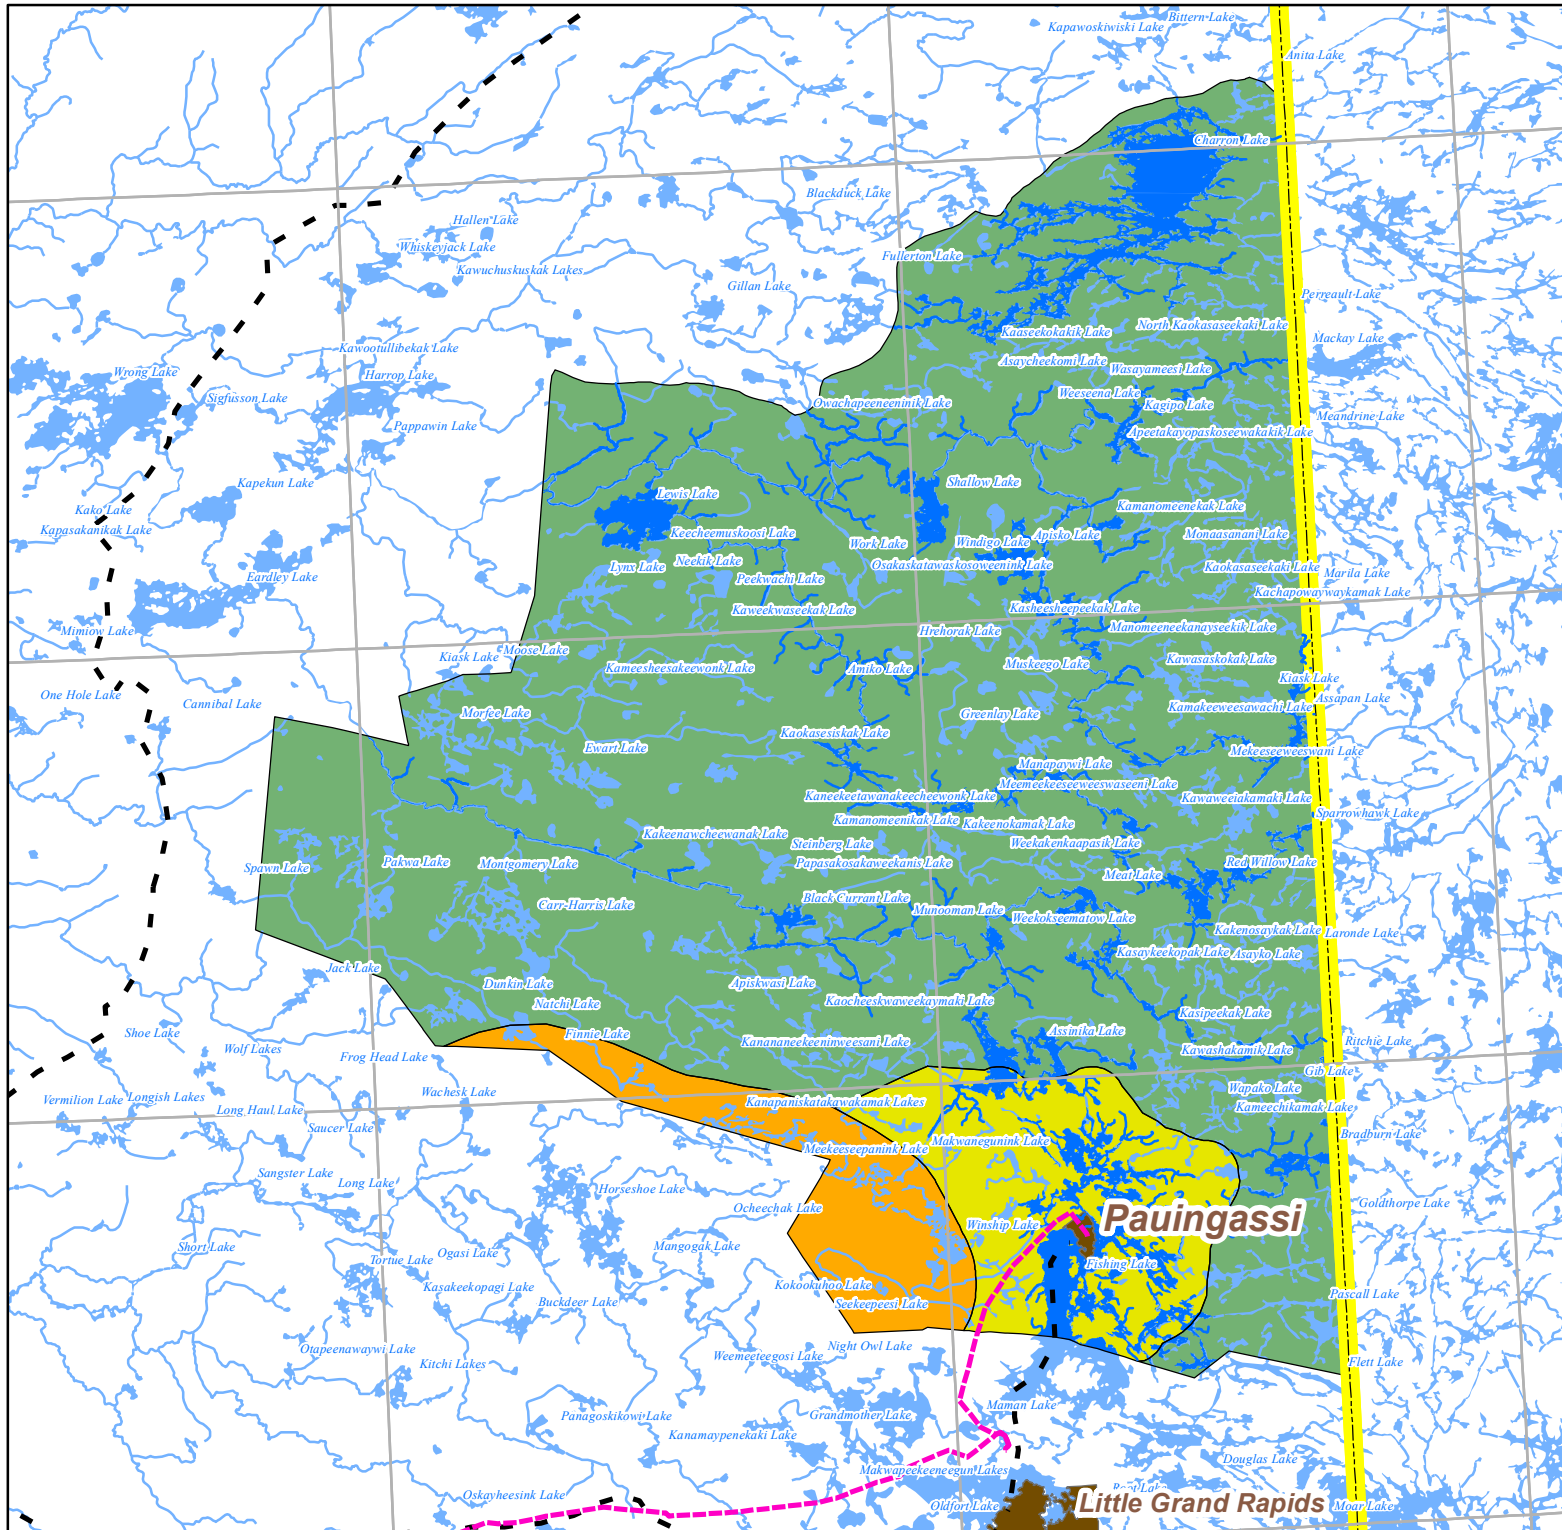 Bittern Lake
Kapawoskiwiski Lake
Anita Lake
Charron Lake
Blackduck Lake
Hallen Lake
Whiskeyjack Lake
Fullerton Lake
Kawuchuskuskak Lakes
Gillan Lake
Perreault Lake
North Kaokasaseekaki Lake
Kaaseekokakik Lake
Mackay Lake
Kawootullibekak Lake
Asaycheekomi Lake
Wasayameesi Lake
Wrong Lake
Harrop Lake
Weeseena Lake
Sigfusson Lake
Owachapeeneeninik Lake
Kagipo Lake
Meandrine Lake
Pappawin Lake
Apeetakayopaskoseewakakik Lake
Kapekun Lake
Shallow Lake
Lewis Lake
Kako Lake
Kamanomeenekak Lake
Kapasakanikak Lake
Keecheemuskoosi Lake
Apisko Lake
Monaasanani Lake
Work Lake
Windigo Lake
Neekik Lake
Lynx Lake
Osakaskatawaskosoweenink Lake
Kaokasaseekaki Lake
Marila Lake
Eardley Lake
Peekwachi Lake
Kachapowaywaykamak Lake
Kaweekwaseekak Lake
Kasheesheepeekak Lake
Mimiow Lake
Hrehorak Lake
Manomeeneekanayseekik Lake
Moose Lake
Kiask Lake
Kameesheesakeewonk Lake
Amiko Lake
Muskeego Lake
Kawasaskokak Lake
Kiask Lake
One Hole Lake
Cannibal Lake
Assapan Lake
Morfee Lake
Greenlay Lake
Kamakeeweesawachi Lake
Kaokasesiskak Lake
Ewart Lake
Mekeeseeweeswani Lake
Manapaywi Lake
Meemeekeeseeweeswaseeni Lake
Kaneekeetawanakeecheewonk Lake
Kawaweeiakamaki Lake
Sparrowhawk Lake
Kamanomeenikak Lake
Kakeenokamak Lake
Kakeenawcheewanak Lake
Steinberg Lake
Weekakenkaapasik Lake
Pakwa Lake
Montgomery Lake
Papasakosakaweekanis Lake
Red Willow Lake
Spawn Lake
Meat Lake
Black Currant Lake
Carr-Harris Lake
Munooman Lake
Weekokseematow Lake
Kakenosaykak Lake
Laronde Lake
Kasaykeekopak Lake
Asayko Lake
Jack Lake
Dunkin Lake
Apiskwasi Lake
Natchi Lake
Kaocheeskwaweekaymaki Lake
Kasipeekak Lake
Shoe Lake
Finnie Lake
Assinika Lake
Kanananeekeeninweesani Lake
Ritchie Lake
Wolf Lakes
Frog Head Lake
Kawashakamik Lake
Gib Lake
Wachesk Lake
Wapako Lake
Vermilion Lake
Longish Lakes
Kanapaniskatakawakamak Lakes
Kameechikamak Lake
Long Haul Lake
Saucer Lake
Bradburn Lake
Makwanegunink Lake
Meekeeseepanink Lake
Sangster Lake
Long Lake
Horseshoe Lake
Goldthorpe Lake
Ocheechak Lake
Pauingassi
Winship Lake
Short Lake
Mangogak Lake
Ogasi Lake
Tortue Lake
Fishing Lake
Kasakeekopagi Lake
Kokookuhoo Lake
Pascall Lake
Buckdeer Lake
Seekeepeesi Lake
Otapeenawaywi Lake
Night Owl Lake
Weemeeteegosi Lake
Kitchi Lakes
Flett Lake
Maman Lake
Panagoskikowi Lake
Grandmother Lake
Kanamaypenekaki Lake
Douglas Lake
Makwapeekeeneegun Lakes
Root Lake
Oskayheesink Lake
Little Grand Rapids
Oldfort Lake
Moar Lake